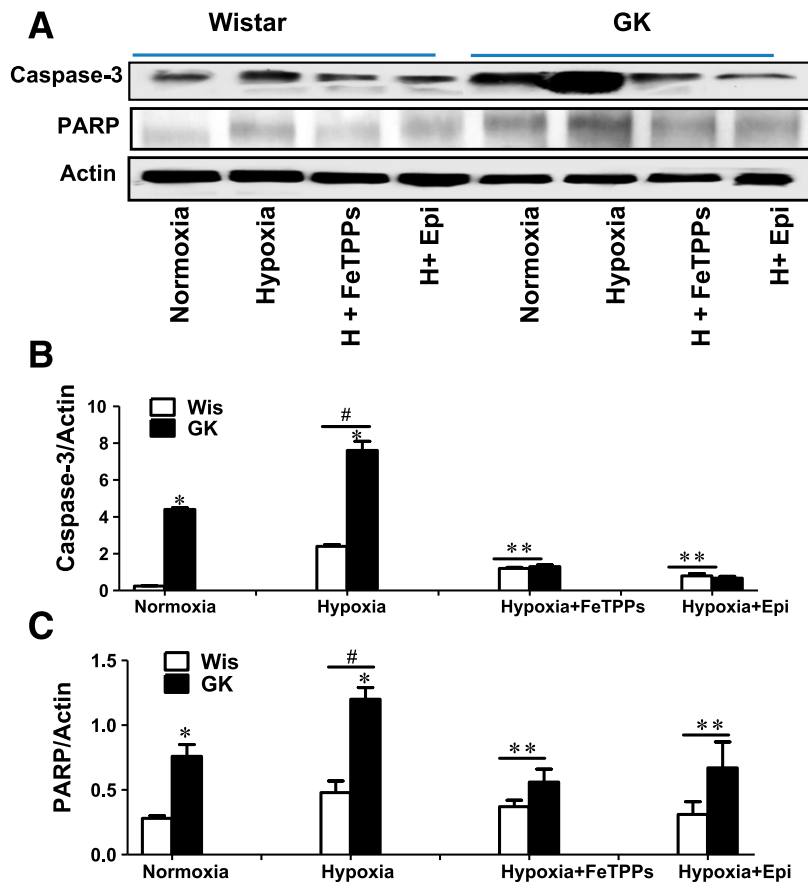 A
Wistar GK
Caspase-3
PARP
Actin
Normoxia
Hypoxia
H + FeTPPs
H+ Epi
Normoxia
Hypoxia
H + FeTPPs
H+ Epi
B
Caspase-3/Actin
10
8
6
4
2
0
Wis
GK
*
#
*
**
**
Normoxia Hypoxia Hypoxia+FeTPPs Hypoxia+Epi
C
PARP/Actin
1.5
1.0
0.5
0.0
Wis
GK
*
#
*
**
**
Normoxia Hypoxia Hypoxia+FeTPPs Hypoxia+Epi